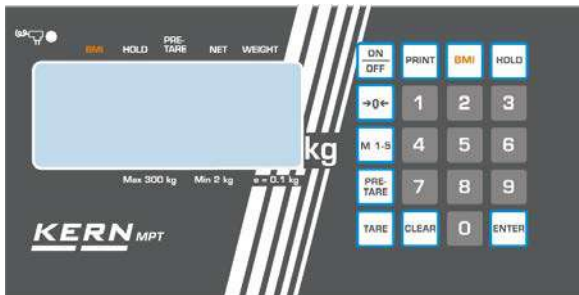 BMI HOLD PRE-TARE NET WEIGHT
kg
Max 300 kg Min 2 kg e = 0.1 kg
KERN MPT
ON OFF PRINT BMI HOLD
→0← 1 2 3
M 1-5 4 5 6
PRE-TARE 7 8 9
TARE CLEAR 0 ENTER